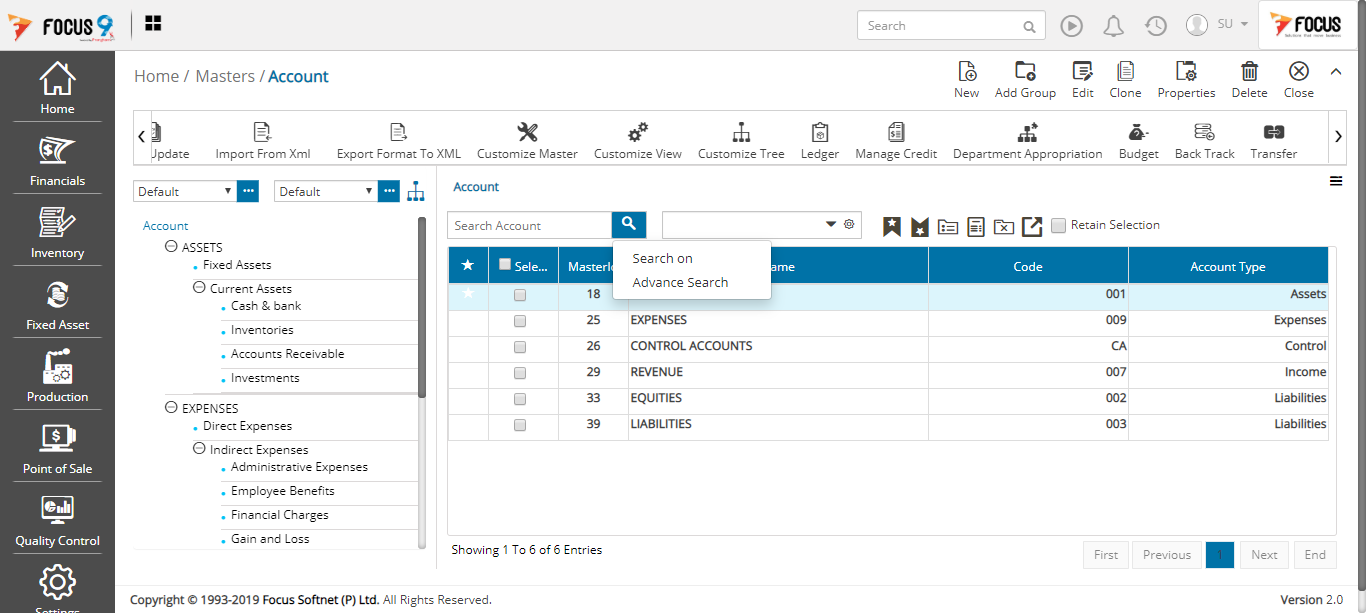 FOCUS 9
Search
SU
FOCUS
Home
Financials
Inventory
Fixed Asset
Production
Point of Sale
Quality Control
Settings
Home / Masters / Account
New
Add Group
Edit
Clone
Properties
Delete
Close
Update
Import From Xml
Export Format To XML
Customize Master
Customize View
Customize Tree
Ledger
Manage Credit
Department Appropriation
Budget
Back Track
Transfer
Default
Default
Account
ASSETS
Fixed Assets
Current Assets
Cash & bank
Inventories
Accounts Receivable
Investments
EXPENSES
Direct Expenses
Indirect Expenses
Administrative Expenses
Employee Benefits
Financial Charges
Gain and Loss
Account
Search Account
Retain Selection
Search on
Advance Search
Sele... MasterId ame Code Account Type
18 001 Assets
25 EXPENSES 009 Expenses
26 CONTROL ACCOUNTS CA Control
29 REVENUE 007 Income
33 EQUITIES 002 Liabilities
39 LIABILITIES 003 Liabilities
Showing 1 To 6 of 6 Entries
First Previous 1 Next End
Copyright © 1993-2019 Focus Softnet (P) Ltd. All Rights Reserved.
Version 2.0